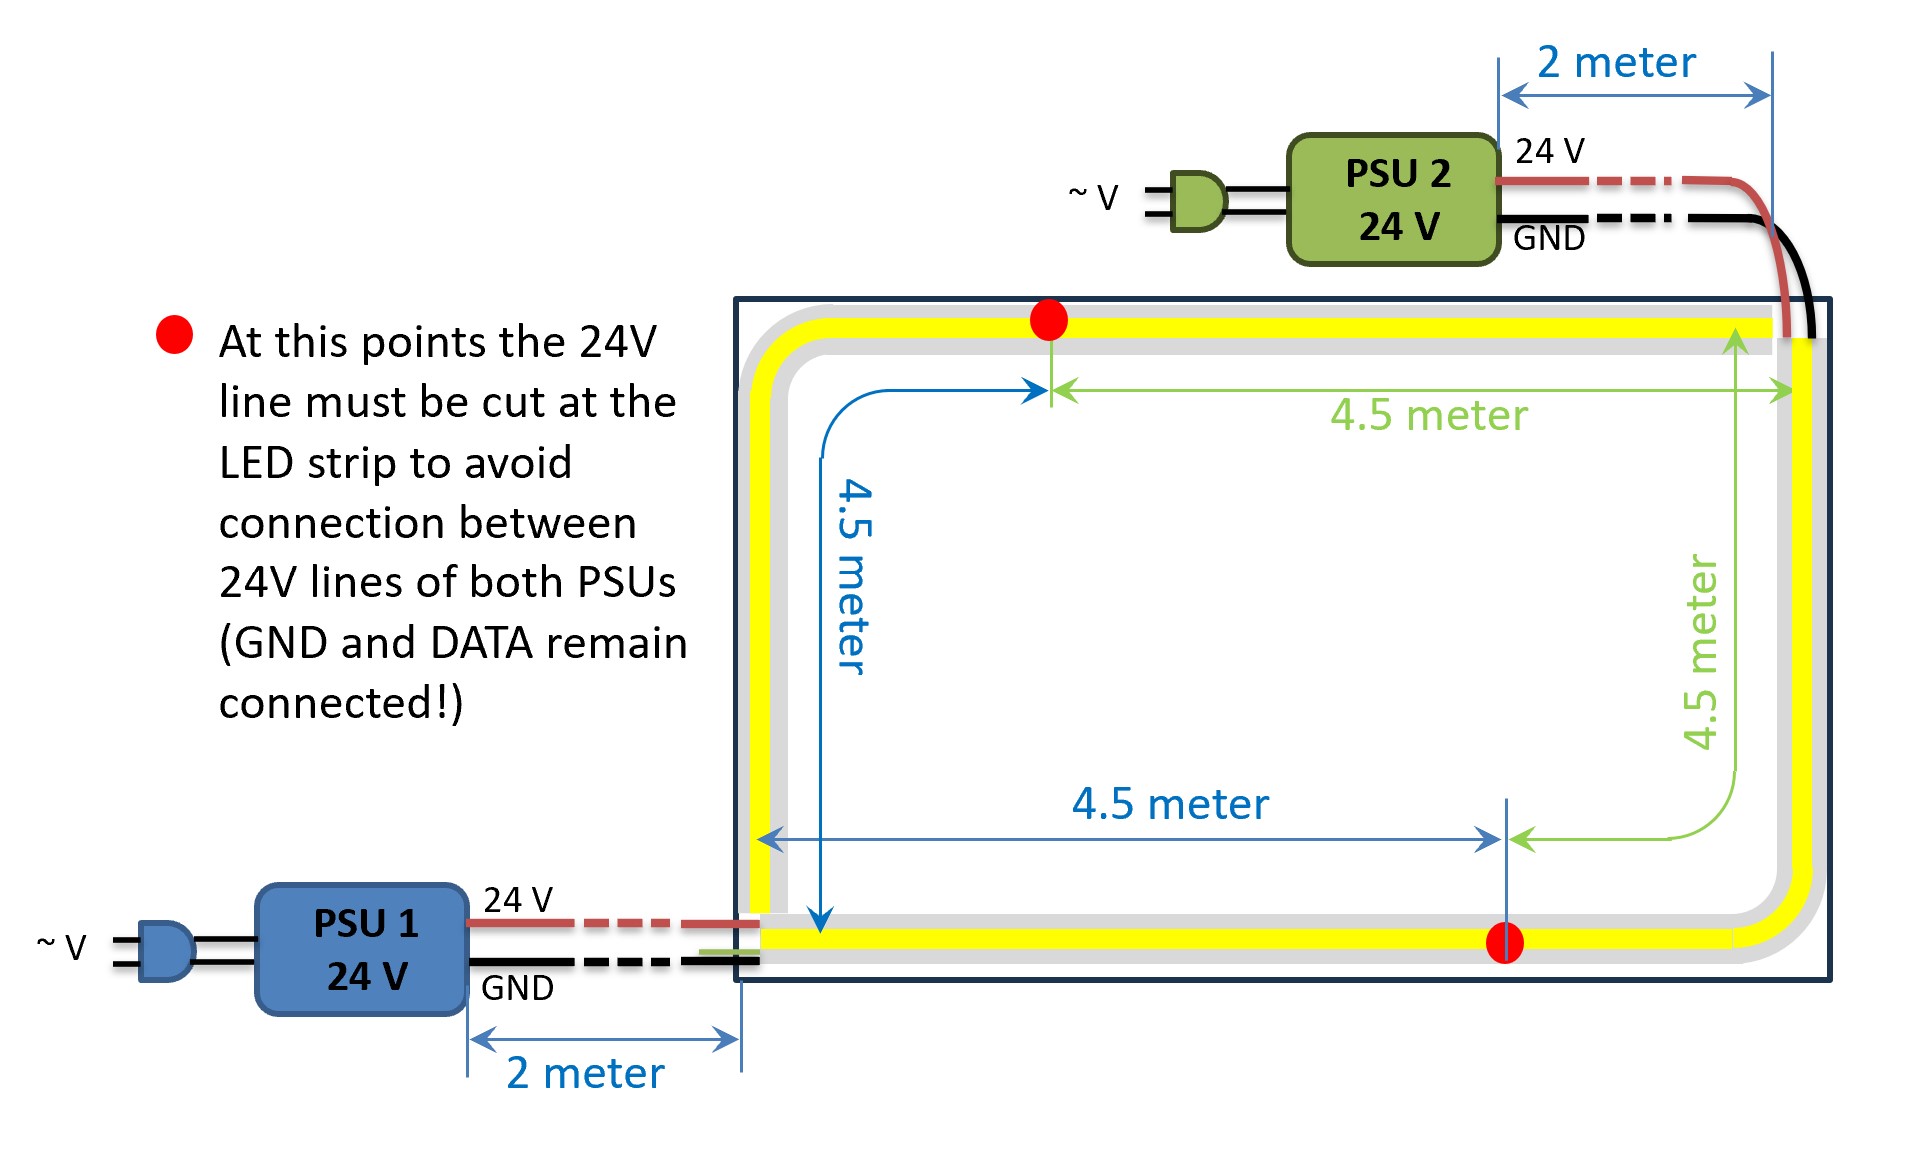 2 meter
24 V
PSU 2
~ V
24 V
GND
At this points the 24V
line must be cut at the
LED strip to avoid
connection between
24V lines of both PSUs
(GND and DATA remain
connected!)
4.5 meter
4.5 meter
4.5 meter
4.5 meter
24 V
PSU 1
~ V
24 V
GND
2 meter